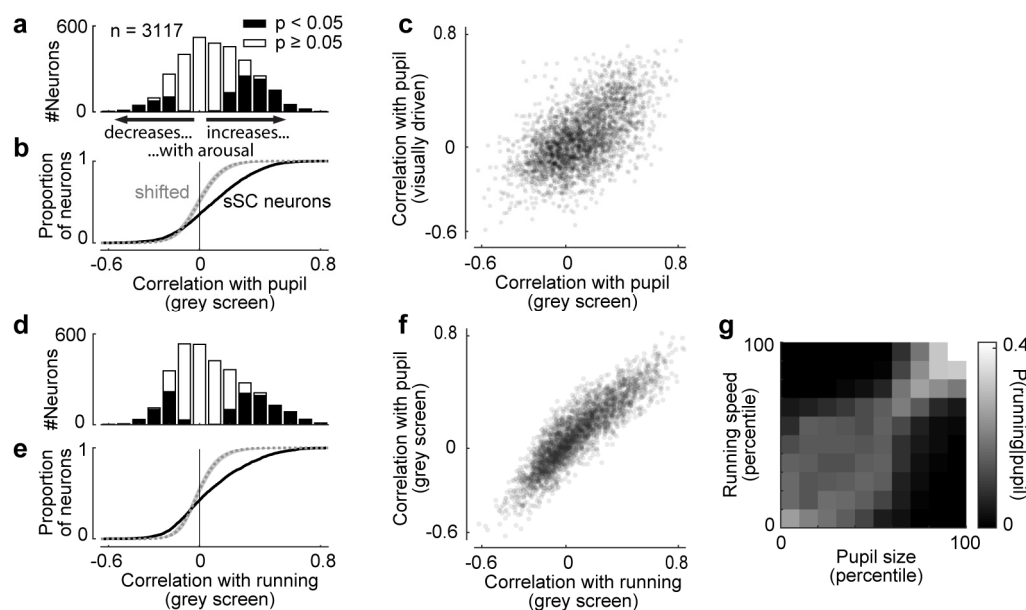 a
600
#Neurons
0
n = 3117
p < 0.05
p ≥ 0.05
decreases...
increases...
...with arousal
b
1
Proportion
of neurons
0
shifted
sSC neurons
-0.6
0
0.8
Correlation with pupil
(grey screen)
c
0.8
Correlation with pupil
(visually driven)
0
-0.6
-0.6
0
0.8
Correlation with pupil
(grey screen)
d
600
#Neurons
0
e
1
Proportion
of neurons
0
-0.6
0
0.8
Correlation with running
(grey screen)
f
0.8
Correlation with pupil
(grey screen)
0
-0.6
-0.6
0
0.8
Correlation with running
(grey screen)
g
100
Running speed
(percentile)
0
0
100
Pupil size
(percentile)
0.4
P(running|pupil)
0